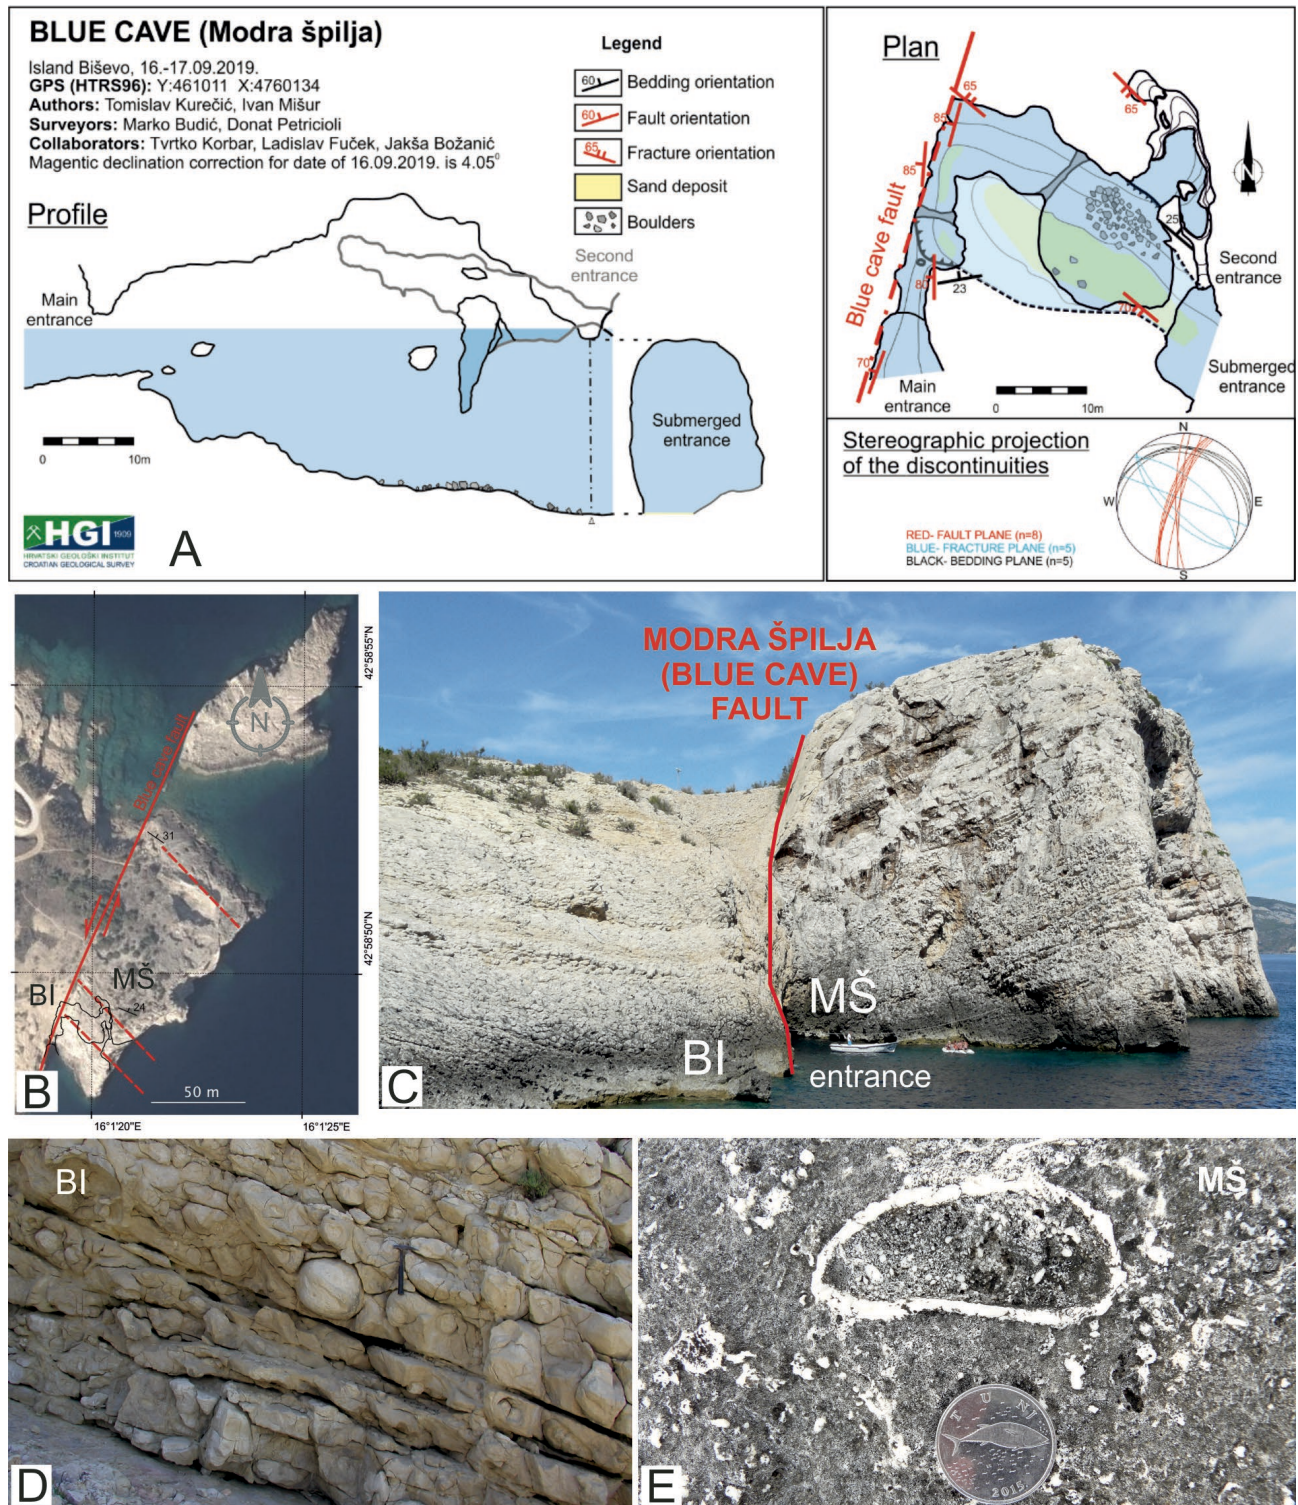 BLUE CAVE (Modra špilja)
Island Biševo, 16.-17.09.2019.
GPS (HTRS96): Y:461011 X:4760134
Authors: Tomislav Kurečić, Ivan Mišur
Surveyors: Marko Budić, Donat Petricioli
Collaborators: Tvrtko Korbar, Ladislav Fuček, Jakša Božanić
Magentic declination correction for date of 16.09.2019. is 4.05⁰
Legend
60 Bedding orientation
60 Fault orientation
65 Fracture orientation
Sand deposit
Boulders
Profile
Second
entrance
Main
entrance
Submerged
entrance
0 10m
HGI 1909
HRVATSKI GEOLOŠKI INSTITUT
CROATIAN GEOLOGICAL SURVEY
A
Plan
65
65
85
85
N
25
Blue cave fault
80
23
70
70
Second
entrance
Submerged
entrance
Main
entrance
0 10m
Stereographic projection
of the discontinuities
N
W
E
S
RED- FAULT PLANE (n=8)
BLUE- FRACTURE PLANE (n=5)
BLACK- BEDDING PLANE (n=5)
42°58'55"N
N
Blue cave fault
31
42°58'50"N
MŠ
BI
24
50 m
B
16°1'20"E
16°1'25"E
MODRA ŠPILJA
(BLUE CAVE)
FAULT
MŠ
BI
entrance
C
BI
D
MŠ
TUNJ
2015.
E